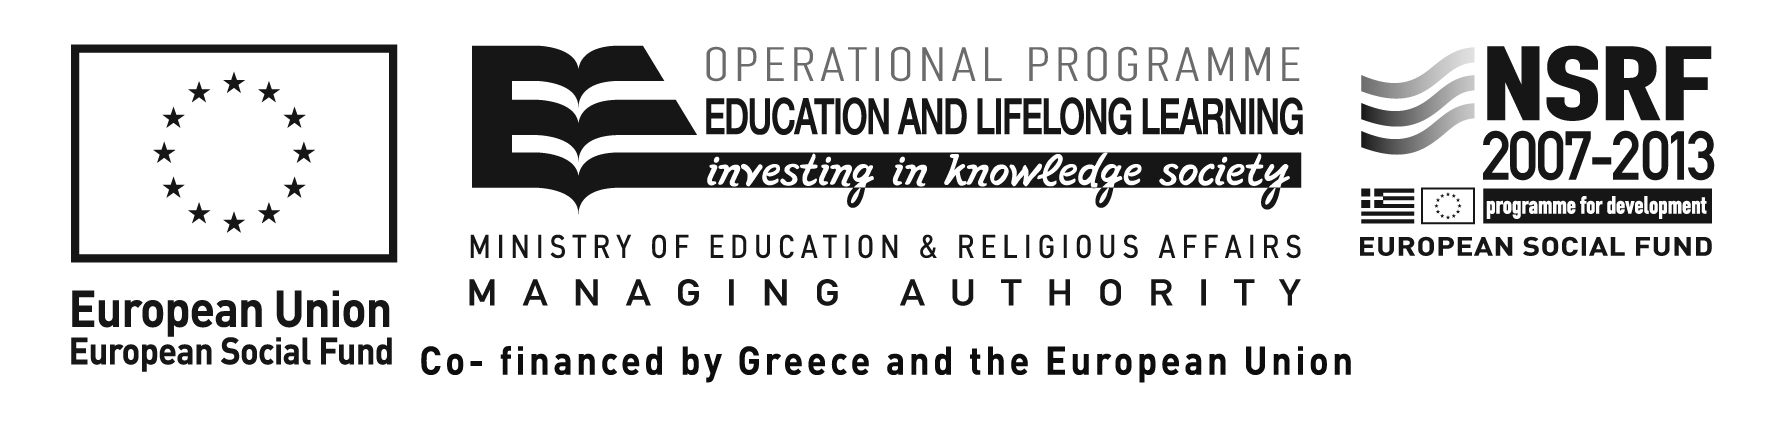 European Union
European Social Fund
OPERATIONAL PROGRAMME
EDUCATION AND LIFELONG LEARNING
investing in knowledge society
MINISTRY OF EDUCATION & RELIGIOUS AFFAIRS
MANAGING AUTHORITY
Co- financed by Greece and the European Union
NSRF
2007-2013
programme for development
EUROPEAN SOCIAL FUND